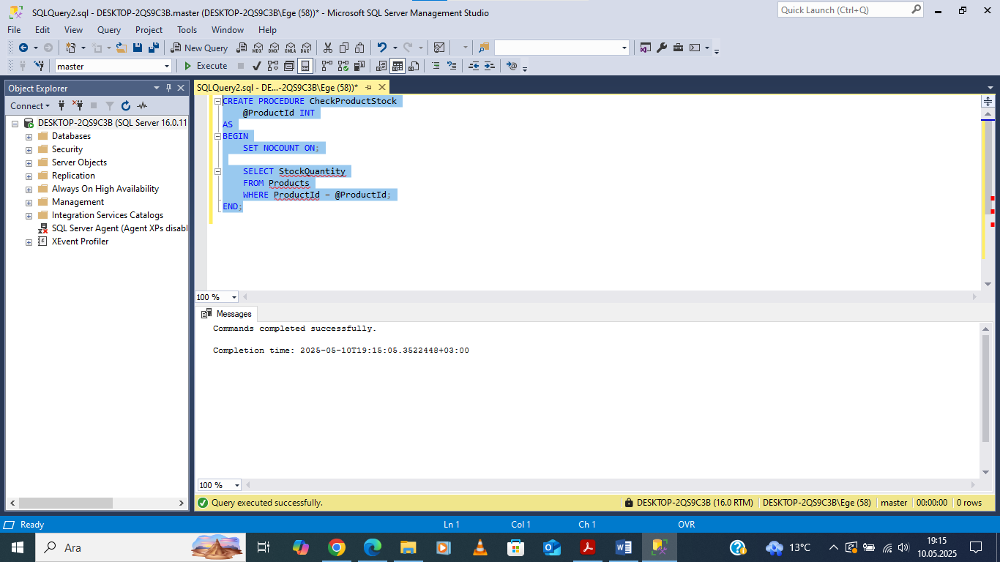 SQLQuery2.sql - DESKTOP-2QS9C3B.master (DESKTOP-2QS9C3B\Ege (58))* - Microsoft SQL Server Management Studio
Quick Launch (Ctrl+Q)
File Edit View Query Project Tools Window Help
New Query MDX DMX XMLA DAX
master Execute
Object Explorer
SQLQuery2.sql - DE...-2QS9C3B\Ege (58))*
Connect
DESKTOP-2QS9C3B (SQL Server 16.0.11
Databases
Security
Server Objects
Replication
Always On High Availability
Management
Integration Services Catalogs
SQL Server Agent (Agent XPs disabl
XEvent Profiler
CREATE PROCEDURE CheckProductStock
@ProductId INT
AS
BEGIN
SET NOCOUNT ON;
SELECT StockQuantity
FROM Products
WHERE ProductId = @ProductId;
END;
100 %
Messages
Commands completed successfully.
Completion time: 2025-05-10T19:15:05.3522448+03:00
100 %
Query executed successfully. DESKTOP-2QS9C3B (16.0 RTM) DESKTOP-2QS9C3B\Ege (58) master 00:00:00 0 rows
Ready Ln 1 Col 1 Ch 1 OVR
Ara 13°C 19:15
10.05.2025